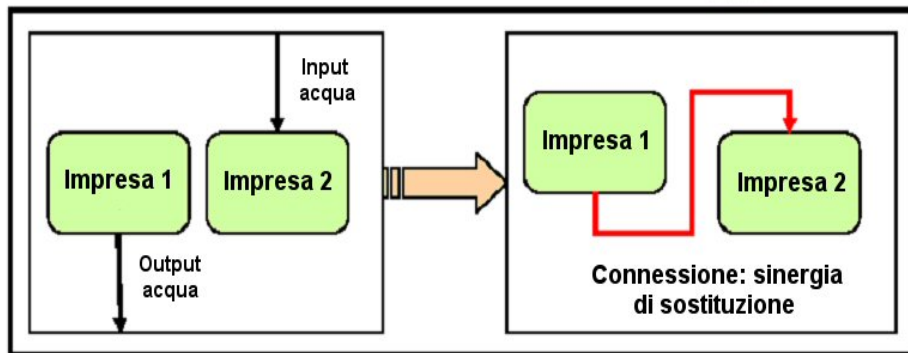 Input
acqua
Impresa 1
Impresa 2
Output
acqua
Impresa 1
Impresa 2
Connessione: sinergia
di sostituzione